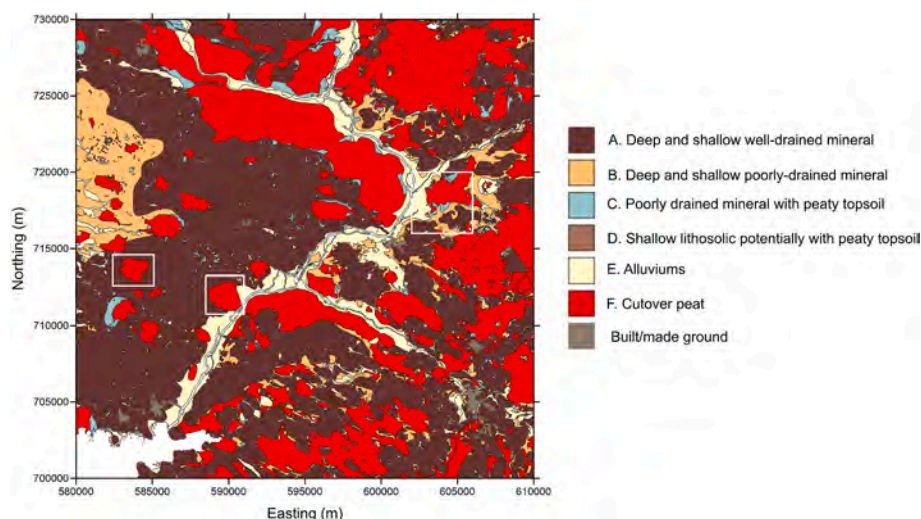 730000
725000
720000
715000
710000
705000
700000
Northing (m)
580000 585000 590000 595000 600000 605000 610000
Easting (m)
A. Deep and shallow well-drained mineral
B. Deep and shallow poorly-drained mineral
C. Poorly drained mineral with peaty topsoil
D. Shallow lithosolic potentially with peaty topsoil
E. Alluviums
F. Cutover peat
Built/made ground